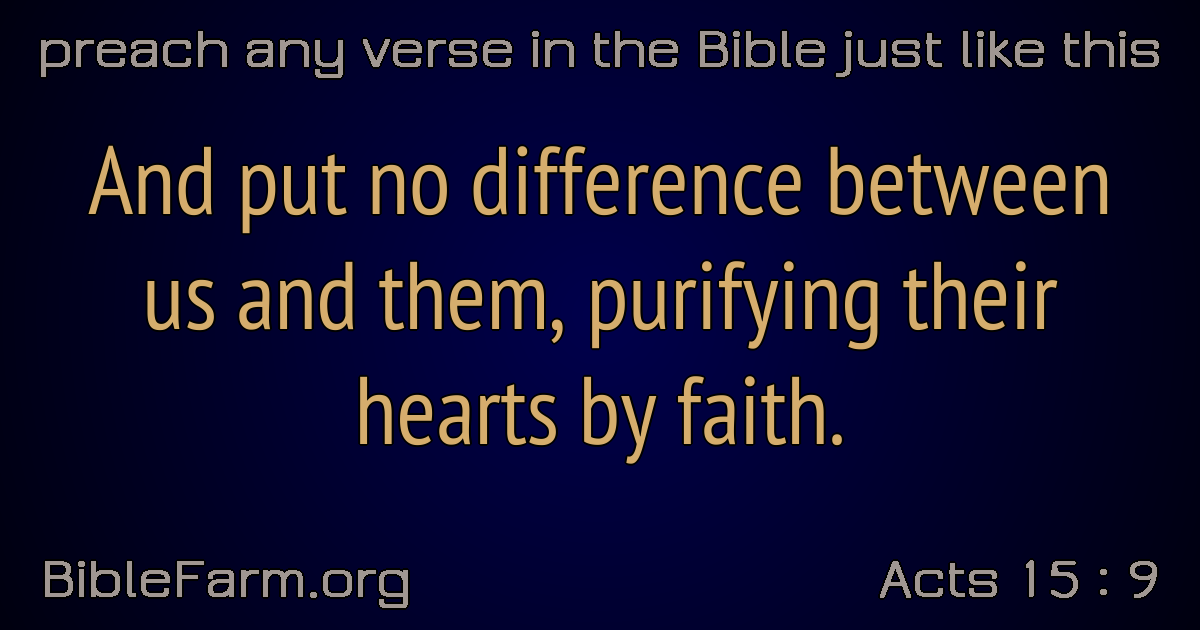 preach any verse in the Bible just like this
And put no difference between
us and them, purifying their
hearts by faith.
BibleFarm.org
Acts 15 : 9